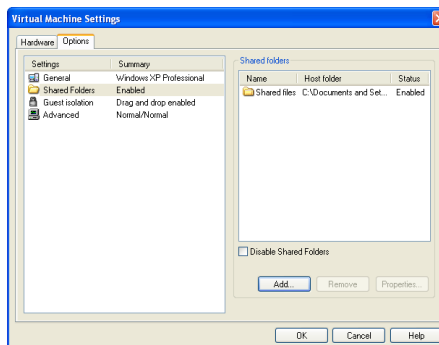 Virtual Machine Settings
Hardware Options
Settings Summary
General Windows XP Professional
Shared Folders Enabled
Guest isolation Drag and drop enabled
Advanced Normal/Normal
Shared folders
Name Host folder Status
Shared files C:\Documents and Set... Enabled
Disable Shared Folders
Add... Remove Properties...
OK Cancel Help